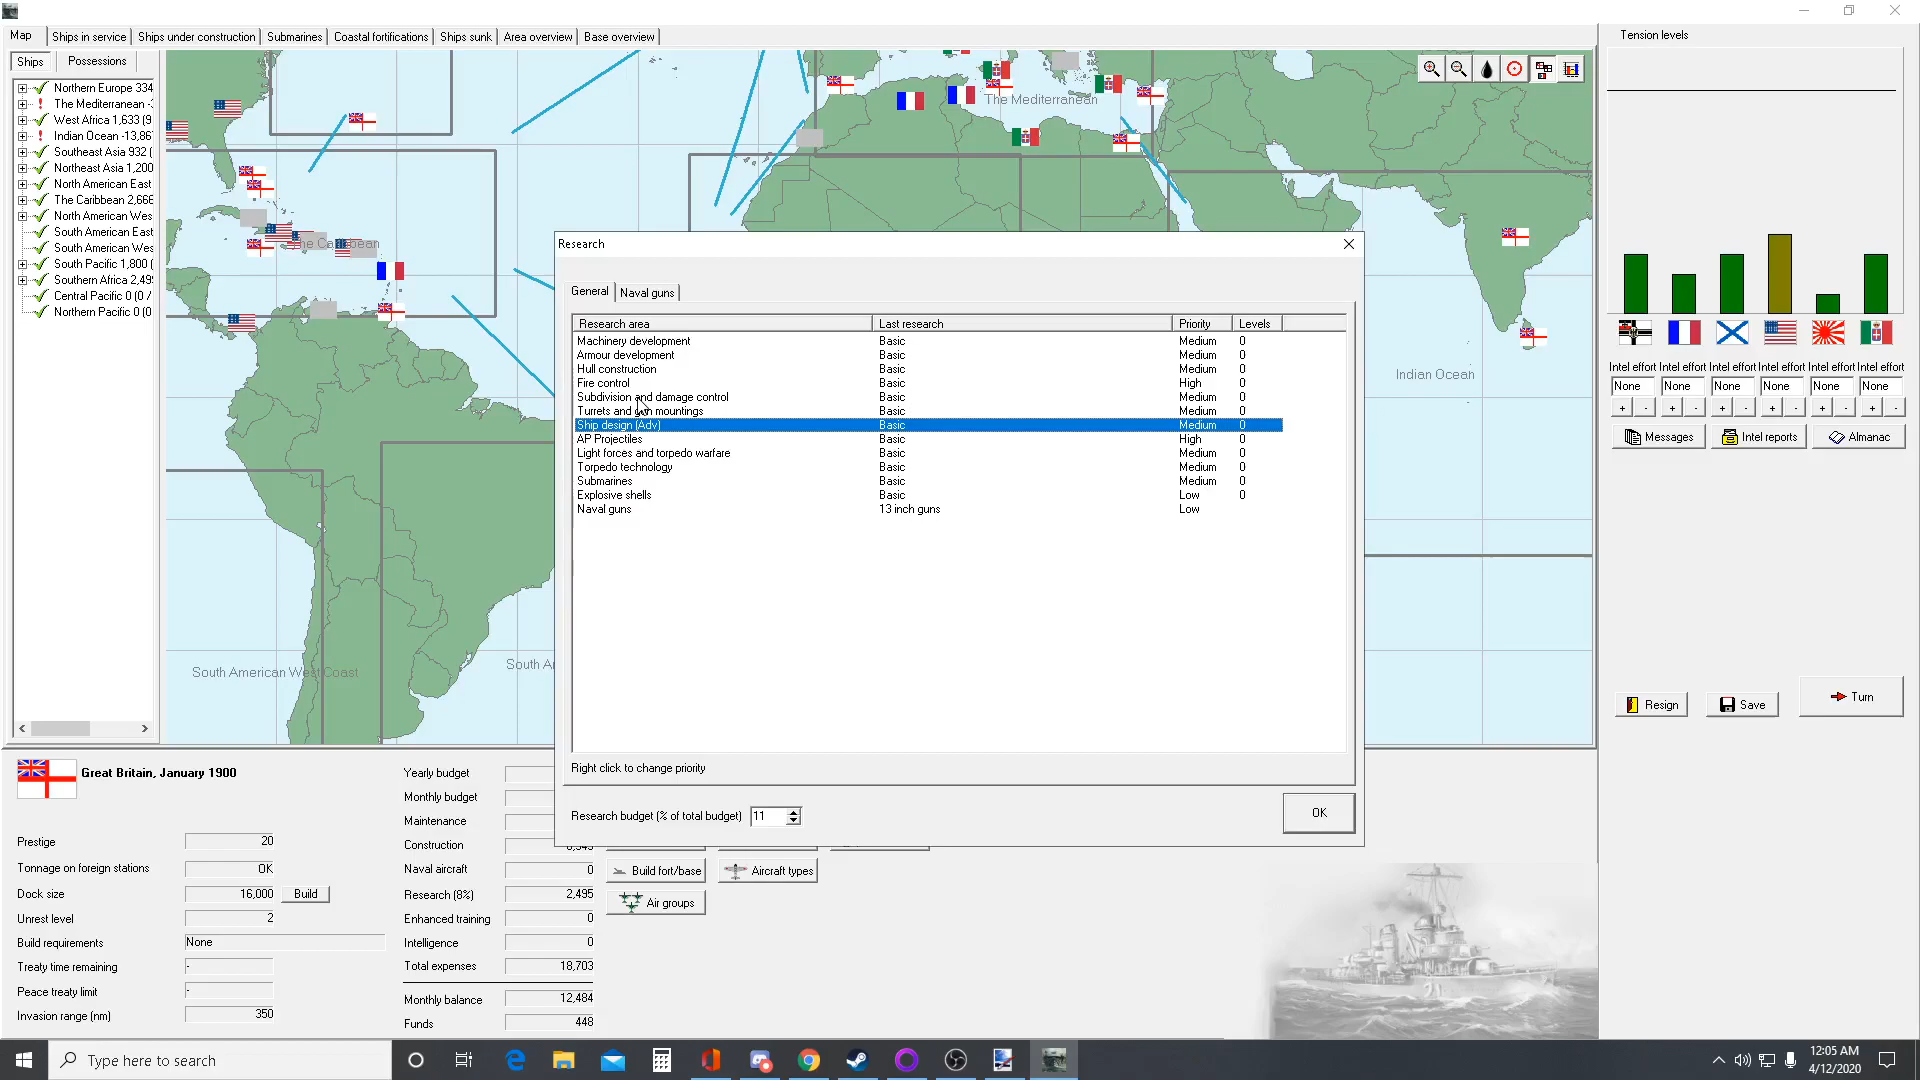 Map
Ships in service
Ships under construction
Submarines
Coastal fortifications
Ships sunk
Area overview
Base overview
Tension levels
Ships
Possessions
Northern Europe 334
The Mediterranean -
West Africa 1,633 (9
Indian Ocean -13,86
Southeast Asia 932 (
Northeast Asia 1,200
North American East
The Caribbean 2,666
North American Wes
South American East
South American Wes
South Pacific 1,800 (
Southern Africa 2,49
Central Pacific 0 (0 /
Northern Pacific 0 (0
The Mediterranean
The Caribbean
Indian Ocean
South American West Coast
South A
Research
General
Naval guns
Research area Last research Priority Levels
Machinery development Basic Medium 0
Armour development Basic Medium 0
Hull construction Basic Medium 0
Fire control Basic High 0
Subdivision and damage control Basic Medium 0
Turrets and gun mountings Basic Medium 0
Ship design (Adv) Basic Medium 0
AP Projectiles Basic High 0
Light forces and torpedo warfare Basic Medium 0
Torpedo technology Basic Medium 0
Submarines Basic Medium 0
Explosive shells Basic Low 0
Naval guns 13 inch guns Low
Right click to change priority
Research budget (% of total budget) 11
OK
Intel effort Intel effort Intel effort Intel effort Intel effort Intel effort
None None None None None None
+ - + - + - + - + - + -
Messages
Intel reports
Almanac
Resign
Save
Turn
Great Britain, January 1900
Prestige 20
Tonnage on foreign stations OK
Dock size 16,000 Build
Unrest level 2
Build requirements None
Treaty time remaining -
Peace treaty limit -
Invasion range (nm) 350
Yearly budget
Monthly budget
Maintenance
Construction
Naval aircraft 0
Research (8%) 2,495
Enhanced training 0
Intelligence 0
Total expenses 18,703
Monthly balance 12,484
Funds 448
Build fort/base
Aircraft types
Air groups
Type here to search
12:05 AM
4/12/2020